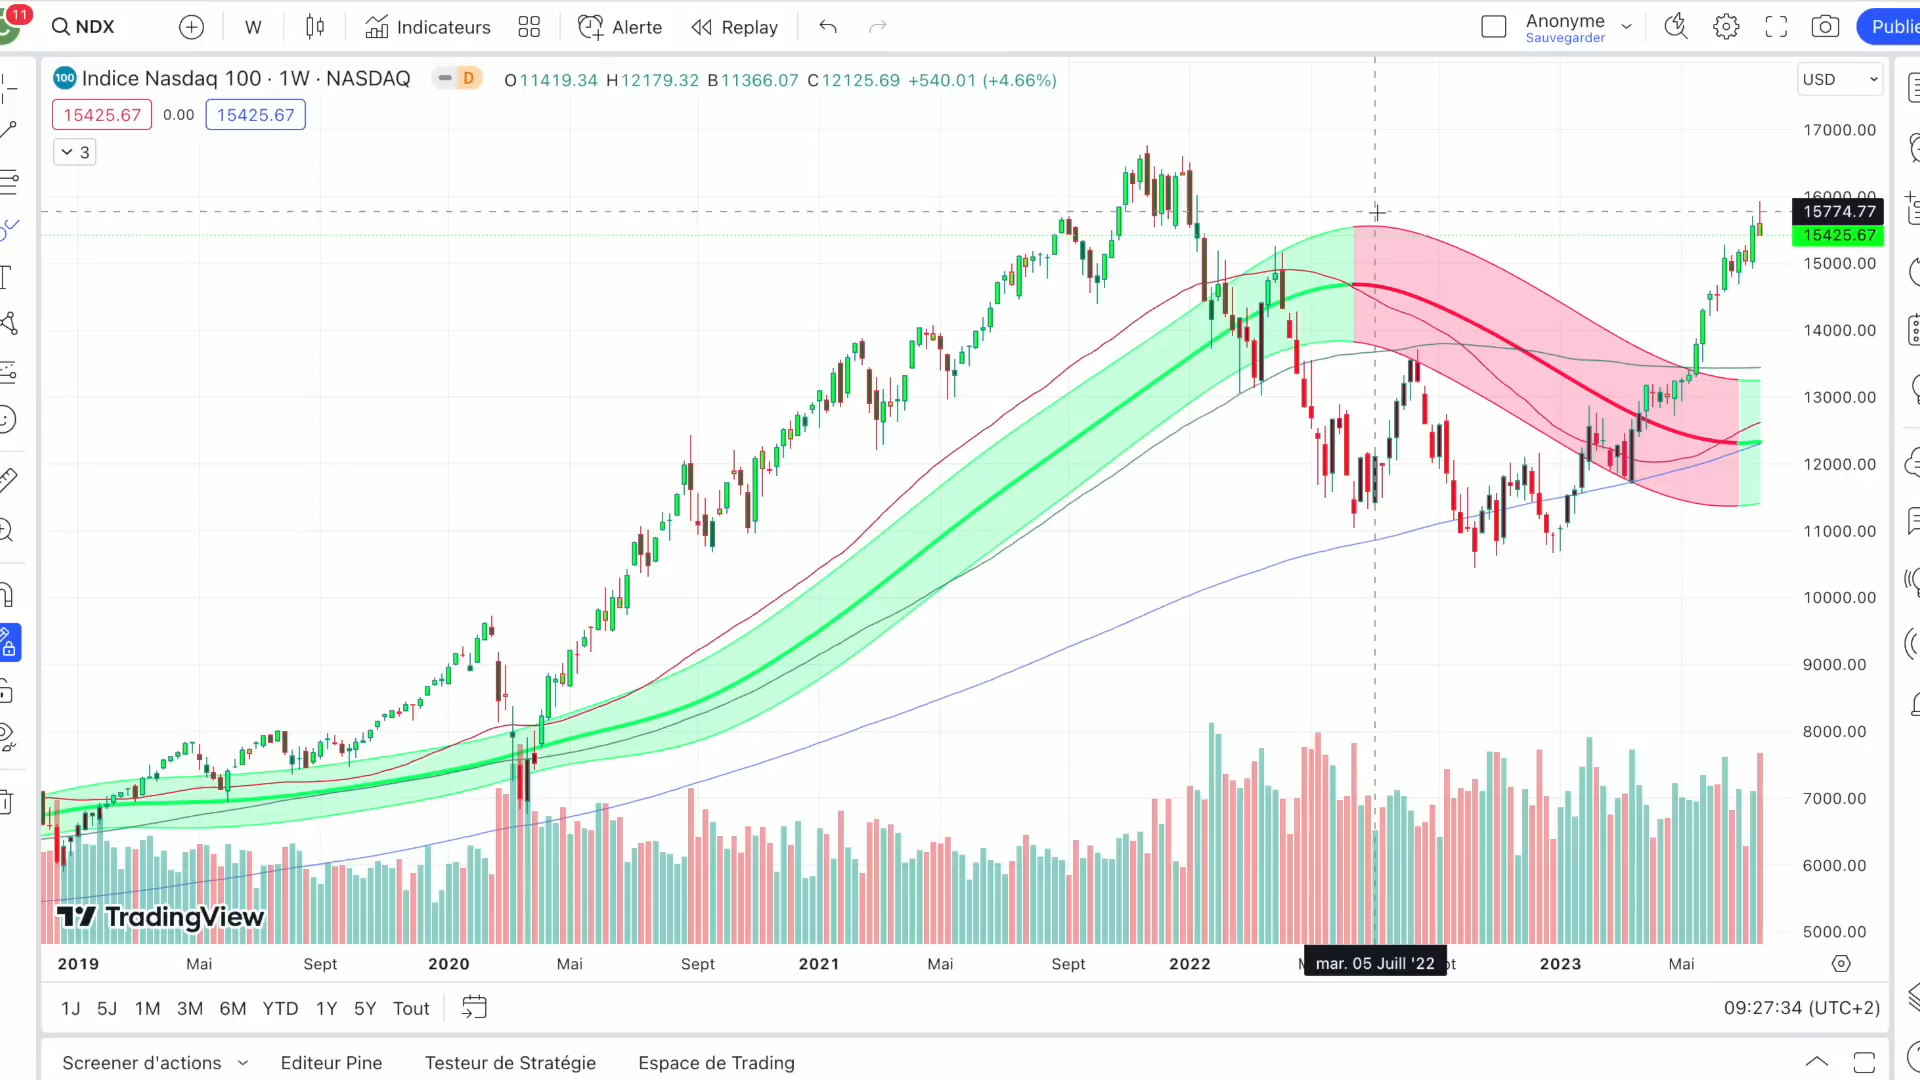 11
NDX
W
Indicateurs
Alerte
Replay
Anonyme
Sauvegarder
Publie
100 Indice Nasdaq 100 · 1W · NASDAQ
D
O11419.34 H12179.32 B11366.07 C12125.69 +540.01 (+4.66%)
USD
15425.67 0.00 15425.67
3
17000.00
16000.00
15774.77
15425.67
15000.00
14000.00
13000.00
12000.00
11000.00
10000.00
9000.00
8000.00
7000.00
6000.00
5000.00
TradingView
2019 Mai Sept 2020 Mai Sept 2021 Mai Sept 2022 mar. 05 Juill '22 2023 Mai
1J 5J 1M 3M 6M YTD 1Y 5Y Tout
09:27:34 (UTC+2)
Screener d'actions Editeur Pine Testeur de Stratégie Espace de Trading